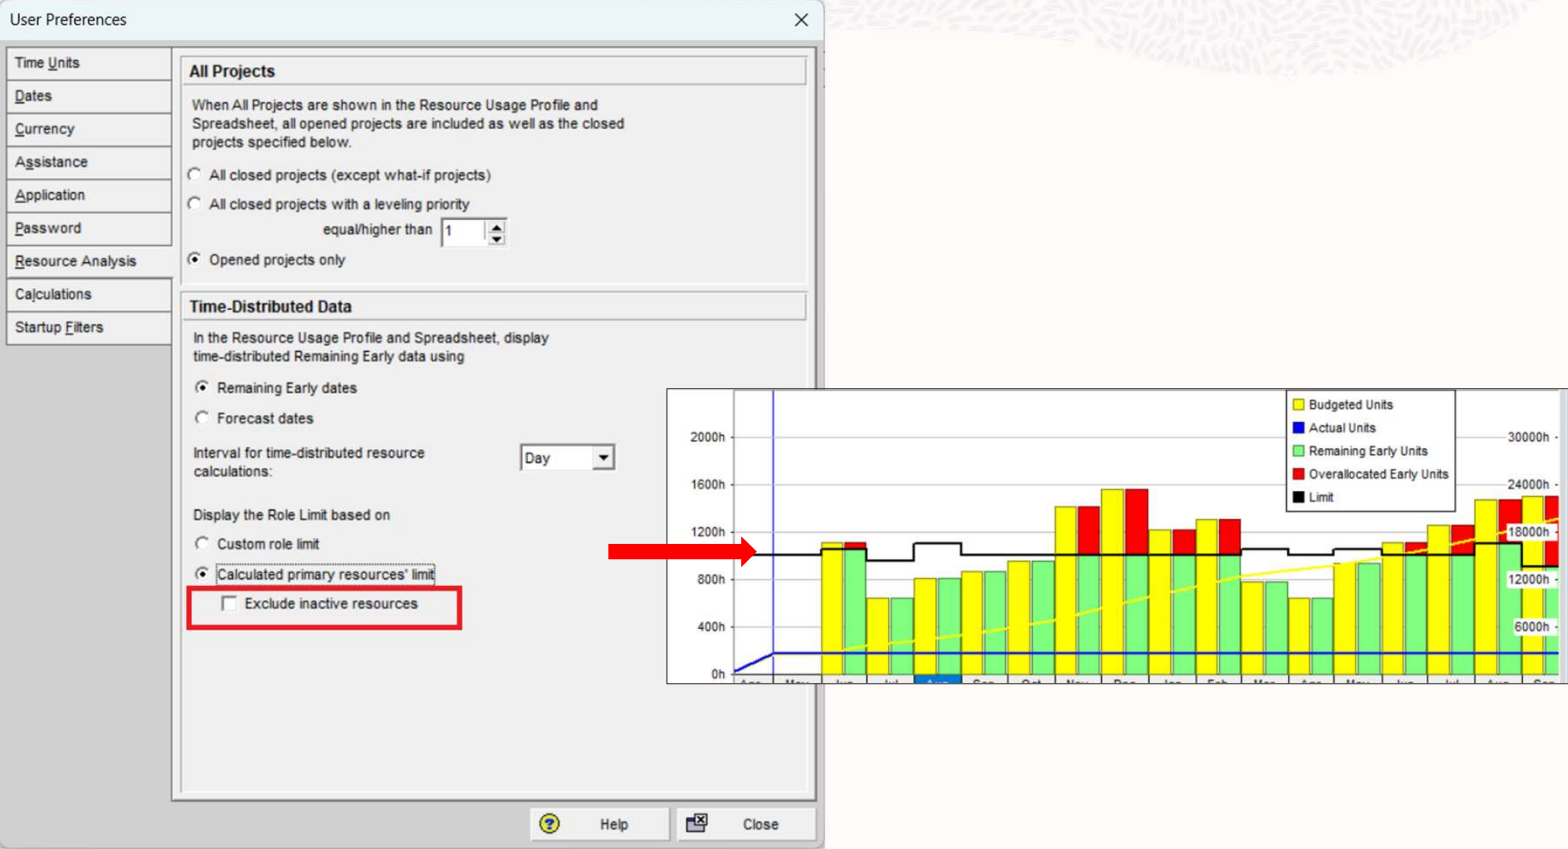 User Preferences
Time Units
Dates
Currency
Assistance
Application
Password
Resource Analysis
Calculations
Startup Filters
All Projects
When All Projects are shown in the Resource Usage Profile and
Spreadsheet, all opened projects are included as well as the closed
projects specified below.
All closed projects (except what-if projects)
All closed projects with a leveling priority
equal/higher than 1
Opened projects only
Time-Distributed Data
In the Resource Usage Profile and Spreadsheet, display
time-distributed Remaining Early data using
Remaining Early dates
Forecast dates
Interval for time-distributed resource
calculations:
Day
Display the Role Limit based on
Custom role limit
Calculated primary resources' limit
Exclude inactive resources
Help
Close
Budgeted Units
Actual Units
Remaining Early Units
Overallocated Early Units
Limit
2000h
1600h
1200h
800h
400h
0h
30000h
24000h
18000h
12000h
6000h